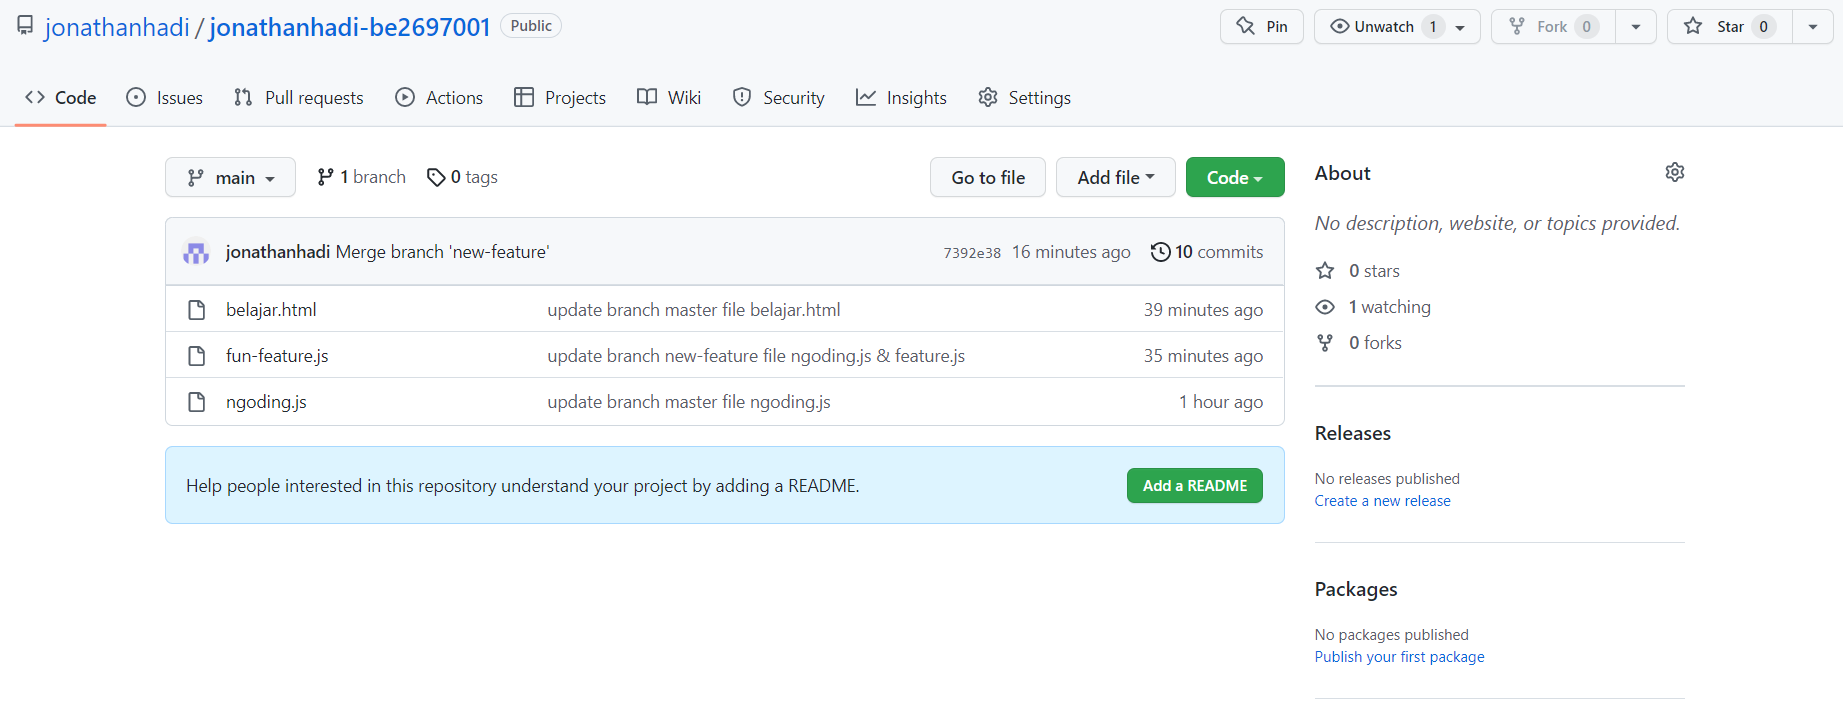 jonathanhadi / jonathanhadi-be2697001 Public
Pin Unwatch 1 Fork 0 Star 0
Code Issues Pull requests Actions Projects Wiki Security Insights Settings
main 1 branch 0 tags Go to file Add file Code
jonathanhadi Merge branch 'new-feature' 7392e38 16 minutes ago 10 commits
belajar.html update branch master file belajar.html 39 minutes ago
fun-feature.js update branch new-feature file ngoding.js & feature.js 35 minutes ago
ngoding.js update branch master file ngoding.js 1 hour ago
Help people interested in this repository understand your project by adding a README. Add a README
About
No description, website, or topics provided.
0 stars
1 watching
0 forks
Releases
No releases published
Create a new release
Packages
No packages published
Publish your first package